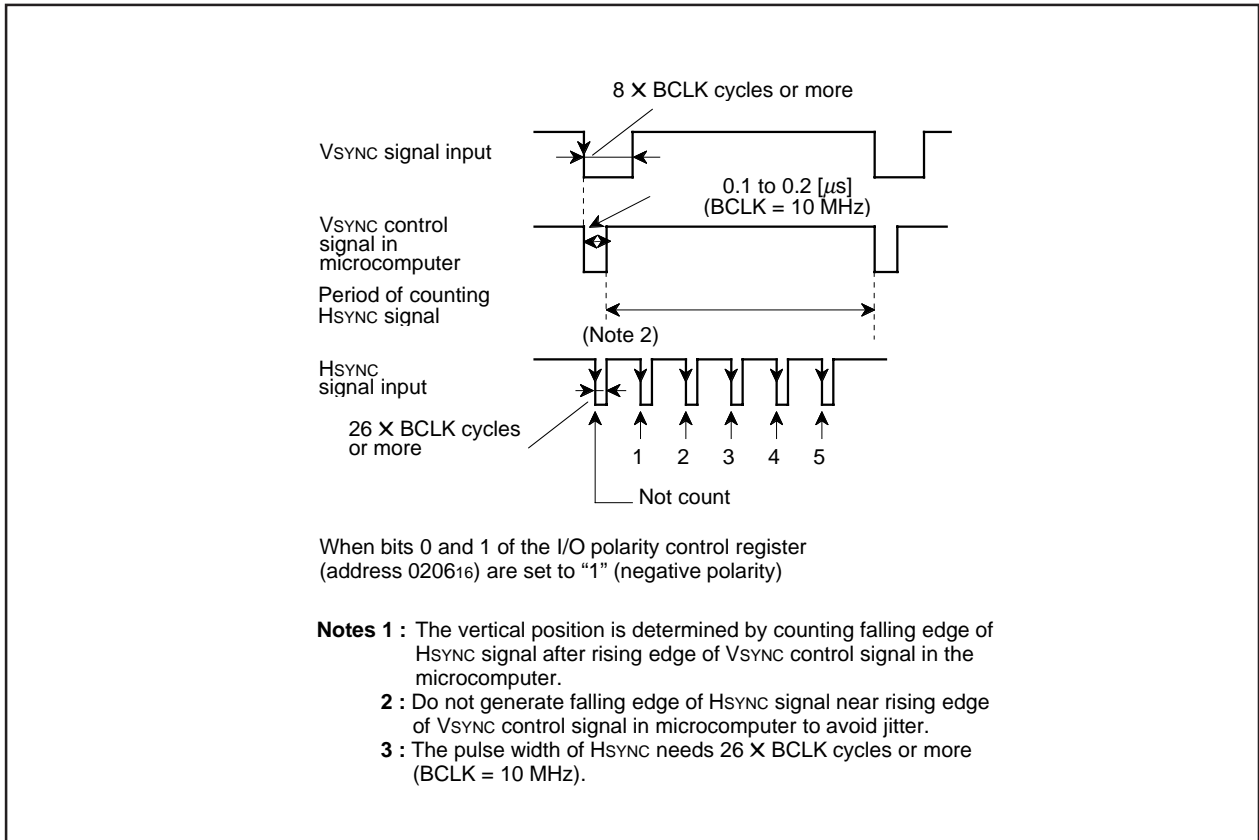 8 X BCLK cycles or more
VSYNC signal input
0.1 to 0.2 [μs]
(BCLK = 10 MHz)
VSYNC control
signal in
microcomputer
Period of counting
HSYNC signal
(Note 2)
HSYNC
signal input
26 X BCLK cycles
or more
1 2 3 4 5
Not count
When bits 0 and 1 of the I/O polarity control register
(address 020616) are set to “1” (negative polarity)
Notes 1 : The vertical position is determined by counting falling edge of
HSYNC signal after rising edge of VSYNC control signal in the
microcomputer.
2 : Do not generate falling edge of HSYNC signal near rising edge
of VSYNC control signal in microcomputer to avoid jitter.
3 : The pulse width of HSYNC needs 26 X BCLK cycles or more
(BCLK = 10 MHz).